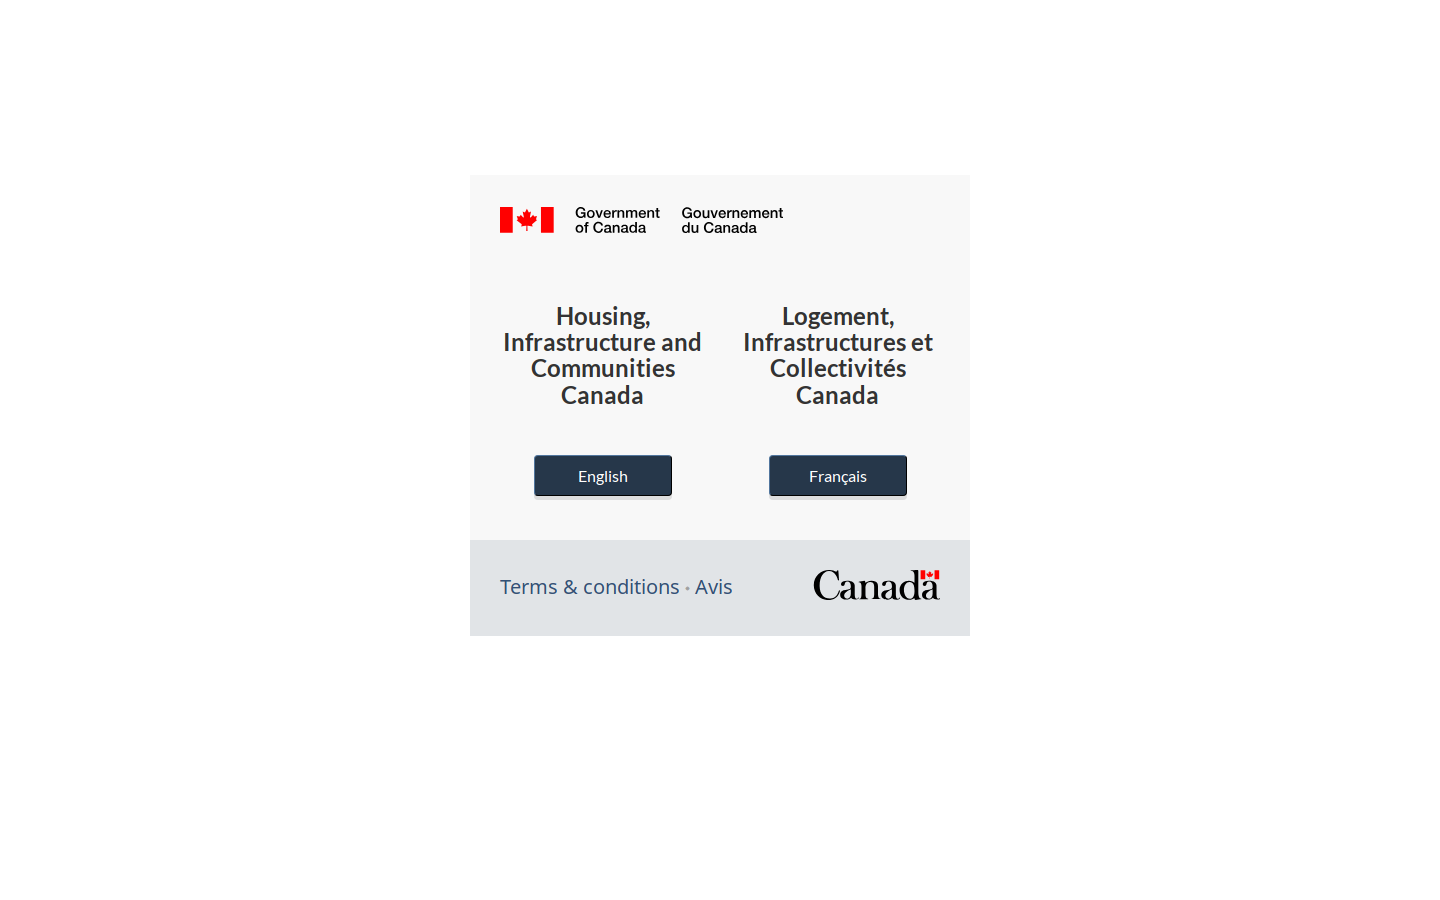 Government
of Canada
Gouvernement
du Canada
Housing,
Infrastructure and
Communities
Canada
Logement,
Infrastructures et
Collectivités
Canada
English
Français
Terms & conditions • Avis
Canada